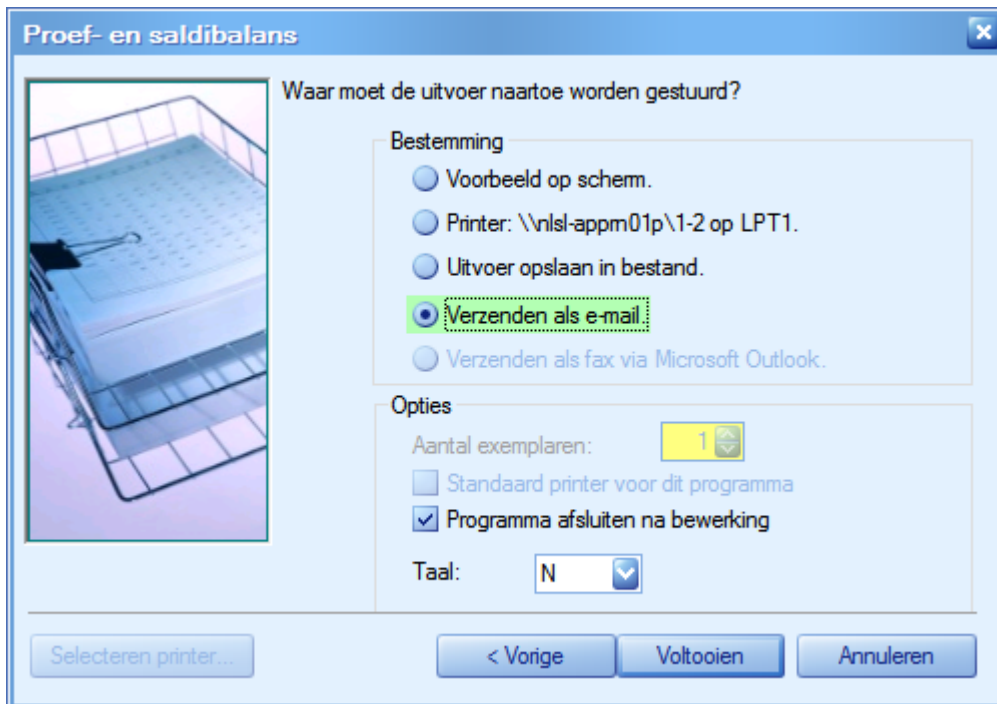 Proef- en saldibalans
Waar moet de uitvoer naartoe worden gestuurd?
Bestemming
Voorbeeld op scherm.
Printer: \\nlsl-apprn01p\1-2 op LPT1.
Uitvoer opslaan in bestand.
Verzenden als e-mail.
Verzenden als fax via Microsoft Outlook.
Opties
Aantal exemplaren: 1
Standaard printer voor dit programma
Programma afsluiten na bewerking
Taal: N
Selecteren printer... < Vorige Voltooien Annuleren